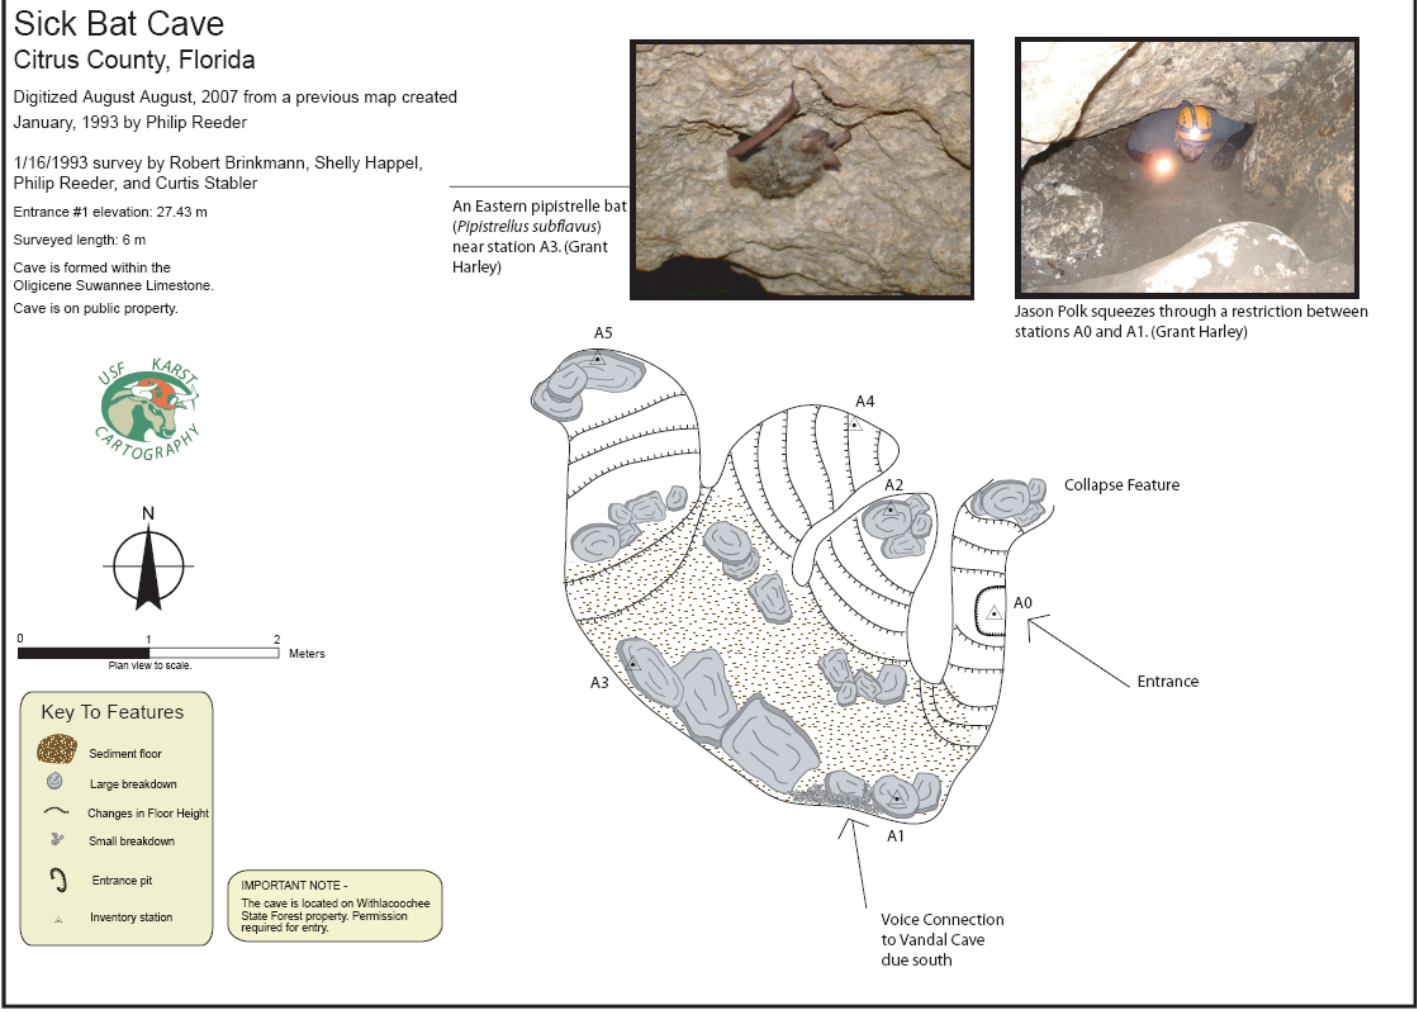 Sick Bat Cave
Citrus County, Florida
Digitized August August, 2007 from a previous map created
January, 1993 by Philip Reeder
1/16/1993 survey by Robert Brinkmann, Shelly Happel,
Philip Reeder, and Curtis Stabler
Entrance #1 elevation: 27.43 m
Surveyed length: 6 m
Cave is formed within the
Oligicene Suwannee Limestone.
Cave is on public property.
An Eastern pipistrelle bat
(Pipistrellus subflavus)
near station A3. (Grant
Harley)
Jason Polk squeezes through a restriction between
stations A0 and A1. (Grant Harley)
USF KARST
CARTOGRAPHY
N
0 1 2
Meters
Plan view to scale.
A5
A4
A2
Collapse Feature
A0
Entrance
A3
A1
Voice Connection
to Vandal Cave
due south
Key To Features
Sediment floor
Large breakdown
Changes in Floor Height
Small breakdown
Entrance pit
Inventory station
IMPORTANT NOTE -
The cave is located on Withlacoochee
State Forest property. Permission
required for entry.